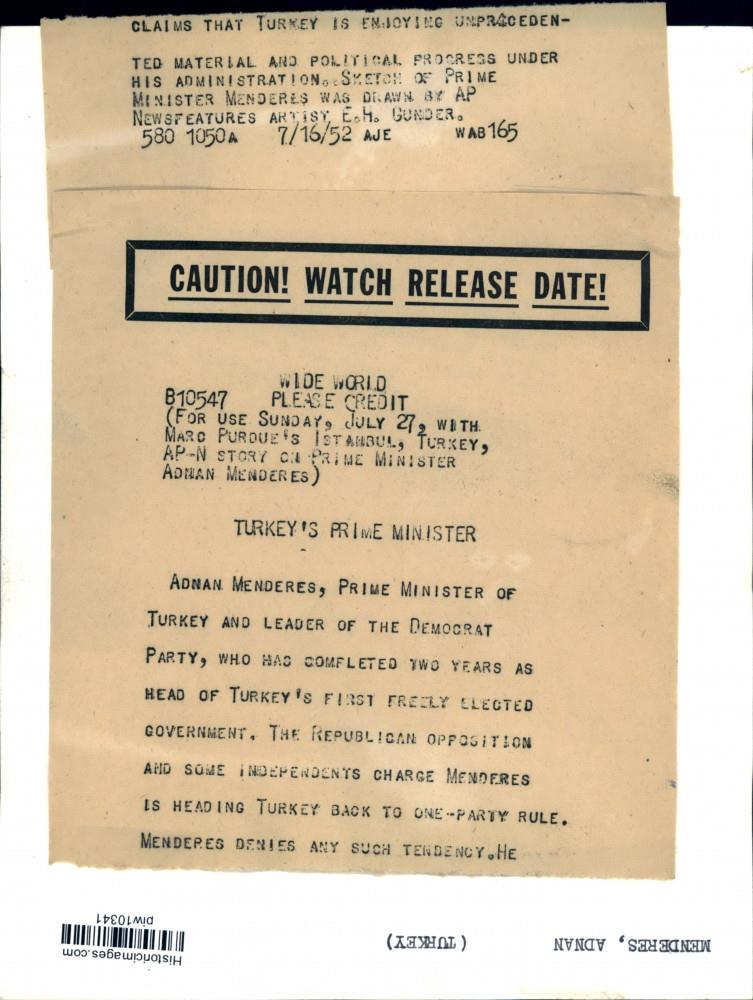 CLAIMS THAT TURKEY IS ENJOYING UNPRECEDEN-
TED MATERIAL AND POLITICAL PROGRESS UNDER
HIS ADMINISTRATION. SKETCH OF PRIME
MINISTER MENDERES WAS DRAWN BY AP
NEWSFEATURES ARTIST, E.H. GUNDER.
580 1050A 7/16/52 AJE WAB165
CAUTION! WATCH RELEASE DATE!
WIDE WORLD
B10547 PLEASE CREDIT
(FOR USE SUNDAY, JULY 27, WITH
MARC PURDUE'S ISTANBUL, TURKEY,
AP-N STORY ON PRIME MINISTER
ADNAN MENDERES)
TURKEY'S PRIME MINISTER
ADNAN MENDERES, PRIME MINISTER OF
TURKEY AND LEADER OF THE DEMOCRAT
PARTY, WHO HAS COMPLETED TWO YEARS AS
HEAD OF TURKEY'S FIRST FREELY ELECTED
GOVERNMENT. THE REPUBLICAN OPPOSITION
AND SOME INDEPENDENTS CHARGE MENDERES
IS HEADING TURKEY BACK TO ONE-PARTY RULE.
MENDERES DENIES ANY SUCH TENDENCY. HE
MENDERES, ADNAN (TURKEY)
Historicimages.com
piw10341